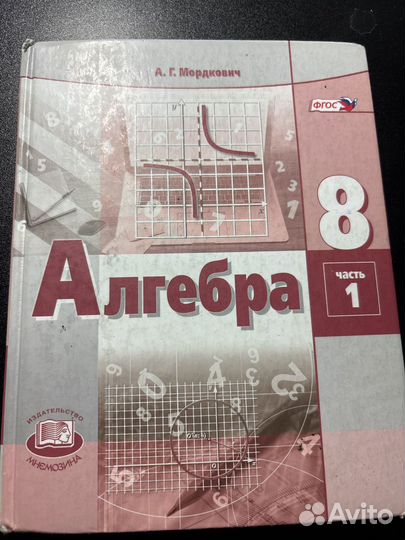 А. Г. Мордкович
ФГОС
8
Алгебра
часть
1
ИЗДАТЕЛЬСТВО
МНЕМОЗИНА
Avito